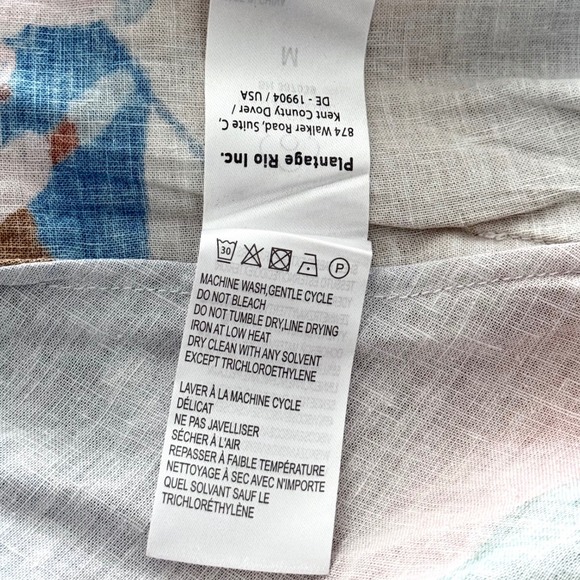 M
Plantage Rio Inc.
874 Walker Road, Suite C,
Kent County Dover /
DE - 19904 / USA
30
P
MACHINE WASH,GENTLE CYCLE
DO NOT BLEACH
DO NOT TUMBLE DRY,LINE DRYING
IRON AT LOW HEAT
DRY CLEAN WITH ANY SOLVENT
EXCEPT TRICHLOROETHYLENE
LAVER À LA MACHINE CYCLE
DÉLICAT
NE PAS JAVELLISER
SÉCHER À L'AIR
REPASSER À FAIBLE TEMPÉRATURE
NETTOYAGE À SEC AVEC N'IMPORTE
QUEL SOLVANT SAUF LE
TRICHLORÉTHYLÈNE